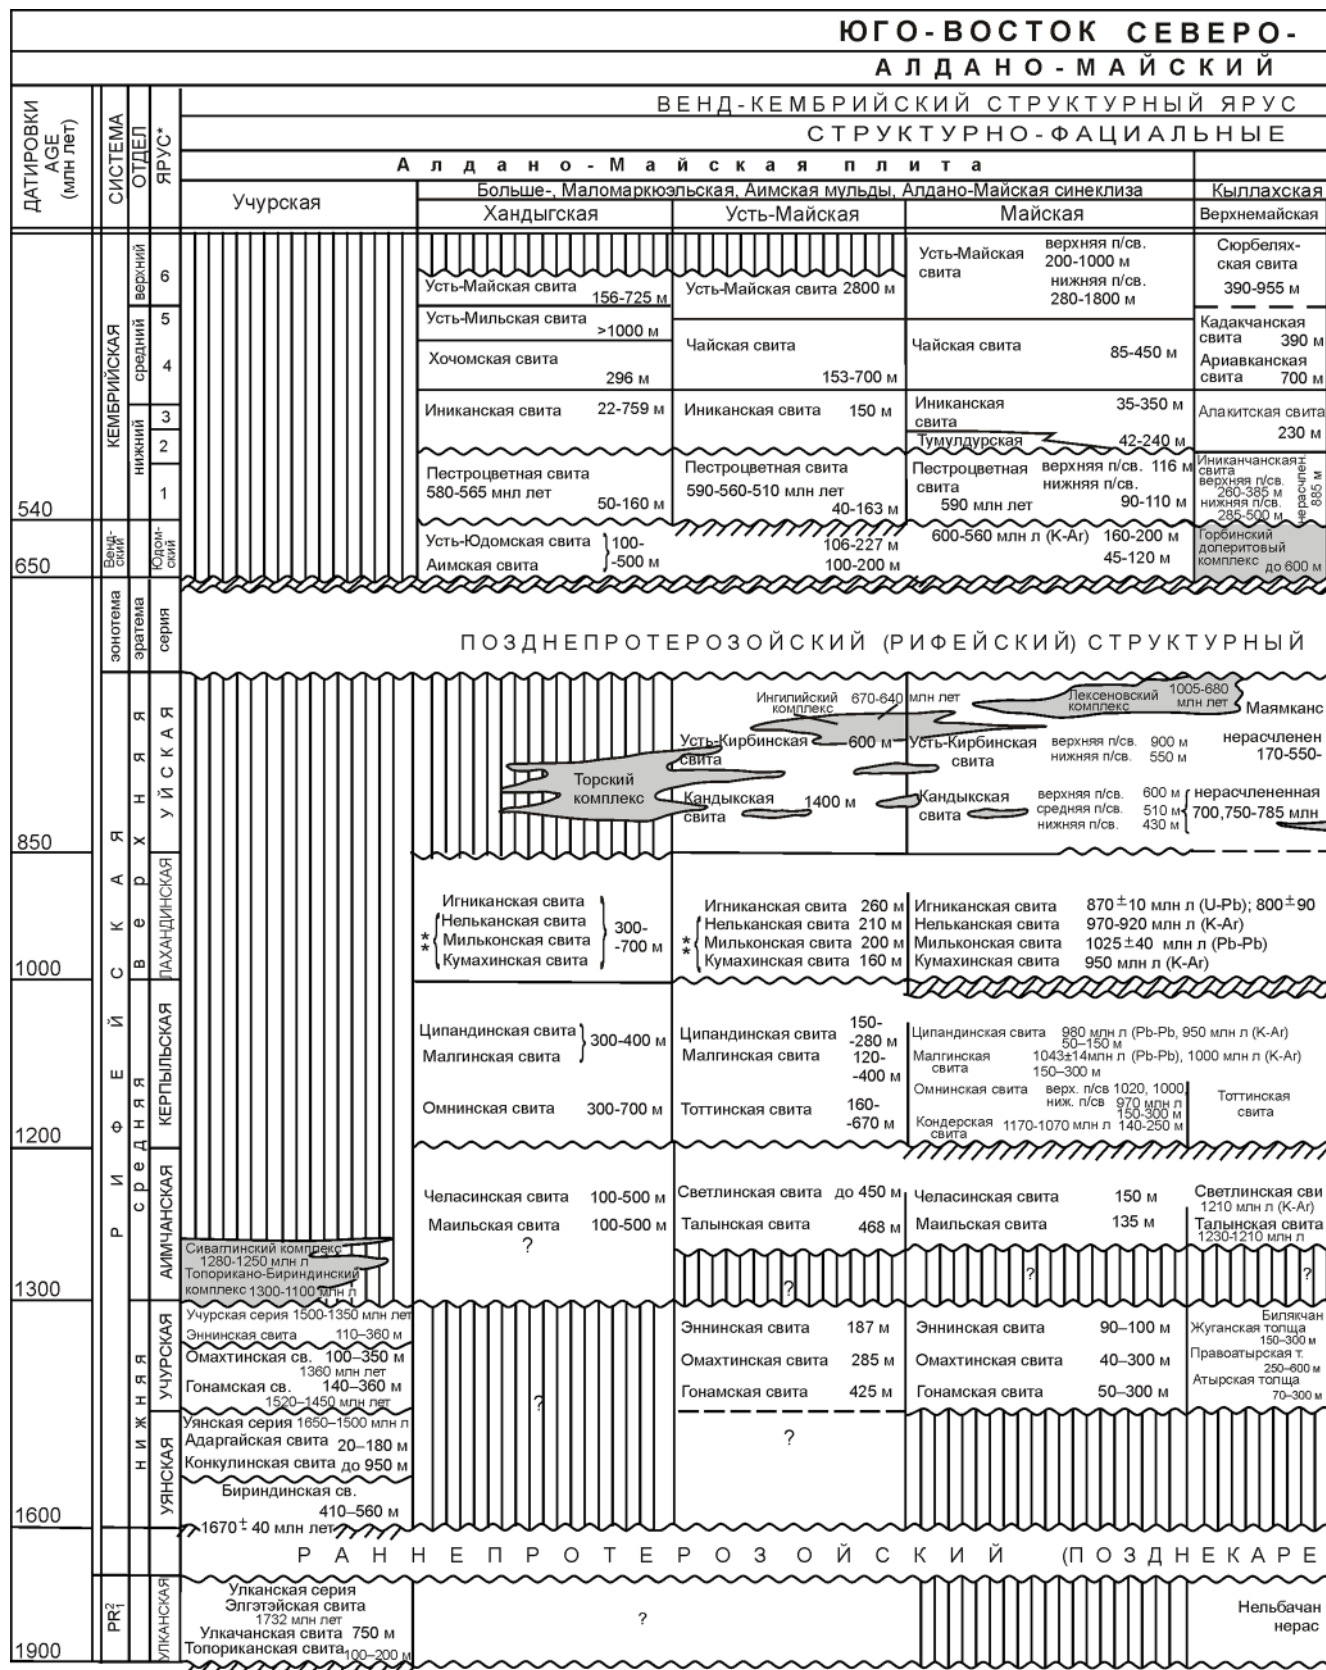 ЮГО-ВОСТОК СЕВЕРО-
АЛДАНО-МАЙСКИЙ
ВЕНД-КЕМБРИЙСКИЙ СТРУКТУРНЫЙ ЯРУС
СТРУКТУРНО-ФАЦИАЛЬНЫЕ
ДАТИРОВКИ
AGE
(млн лет)
СИСТЕМА
ОТДЕЛ
ЯРУС*
Алдано-Майская плита
Учурская
Больше-, Маломаркюэльская, Аимская мульды, Алдано-Майская синеклиза
Кыллахская
Хандыгская
Усть-Майская
Майская
Верхнемайская
540
650
850
1000
1200
1300
1600
1900
КЕМБРИЙСКАЯ
верхний
средний
нижний
6
5
4
3
2
1
Венд-
ский
Юдом-
ский
эонотема
эратема
серия
РИФЕЙСКАЯ
верхняя
средняя
нижняя
УЙСКАЯ
ЛАХАНДИНСКАЯ
КЕРПЫЛЬСКАЯ
АИМЧАНСКАЯ
УЧУРСКАЯ
УЯНСКАЯ
PR₁²
УЛКАНСКАЯ
Усть-Майская свита
156-725 м
Усть-Мильская свита
>1000 м
Хочомская свита
296 м
Иниканская свита 22-759 м
Пестроцветная свита
580-565 мнл лет
50-160 м
Усть-Юдомская свита
Аимская свита
100-
-500 м
Усть-Майская свита 2800 м
Чайская свита
153-700 м
Иниканская свита 150 м
Пестроцветная свита
590-560-510 млн лет
40-163 м
106-227 м
100-200 м
Усть-Майская
свита
верхняя п/св.
200-1000 м
нижняя п/св.
280-1800 м
Чайская свита 85-450 м
Иниканская
свита
35-350 м
Тумулдурская 42-240 м
Пестроцветная
свита
590 млн лет
верхняя п/св. 116 м
нижняя п/св.
90-110 м
600-560 млн л (K-Ar) 160-200 м
45-120 м
Сюрбелях-
ская свита
390-955 м
Кадакчанская
свита 390 м
Ариавканская
свита 700 м
Алакитская свита
230 м
Иниканчанская
свита
верхняя п/св.
260-385 м
нижняя п/св.
285-500 м
нерасчлен.
885 м
Горбинский
долеритовый
комплекс до 600 м
ПОЗДНЕПРОТЕРОЗОЙСКИЙ (РИФЕЙСКИЙ) СТРУКТУРНЫЙ
Ингилийский
комплекс
670-640 млн лет
Лексеновский
комплекс
1005-680
млн лет
Маямканс
Усть-Кирбинская
свита
600 м
Усть-Кирбинская
свита
верхняя п/св. 900 м
нижняя п/св. 550 м
нерасчленен
170-550-
Торский
комплекс
Кандыкская
свита
1400 м
Кандыкская
свита
верхняя п/св. 600 м
средняя п/св. 510 м
нижняя п/св. 430 м
нерасчлененная
700,750-785 млн
Игниканская свита
Нельканская свита
Мильконская свита
Кумахинская свита
300-
-700 м
*
*
Игниканская свита 260 м
Нельканская свита 210 м
Мильконская свита 200 м
Кумахинская свита 160 м
*
*
Игниканская свита 870±10 млн л (U-Pb); 800±90
Нельканская свита 970-920 млн л (K-Ar)
Мильконская свита 1025±40 млн л (Pb-Pb)
Кумахинская свита 950 млн л (K-Ar)
Ципандинская свита
Малгинская свита
300-400 м
Омнинская свита 300-700 м
Ципандинская свита 150-
-280 м
Малгинская свита 120-
-400 м
Тоттинская свита 160-
-670 м
Ципандинская свита 980 млн л (Pb-Pb, 950 млн л (K-Ar)
50–150 м
Малгинская
свита
1043±14млн л (Pb-Pb), 1000 млн л (K-Ar)
150–300 м
Омнинская свита верх. п/св 1020, 1000,
ниж. п/св 970 млн л
150-300 м
Кондерская
свита
1170-1070 млн л 140-250 м
Тоттинская
свита
Челасинская свита 100-500 м
Маильская свита 100-500 м
?
Светлинская свита до 450 м
Талынская свита 468 м
?
Челасинская свита 150 м
Маильская свита 135 м
?
Светлинская сви
1210 млн л (K-Ar)
Талынская свита
1230-1210 млн л
?
Сиваглинский комплекс
1280-1250 млн л
Топорикано-Бириндинский
комплекс 1300-1100 млн л
Учурская серия 1500-1350 млн лет
Эннинская свита 110–360 м
Омахтинская св. 100–350 м
1360 млн лет
Гонамская св. 140–360 м
1520–1450 млн лет
Уянская серия 1650–1500 млн л
Адаргайская свита 20–180 м
Конкулинская свита до 950 м
Бириндинская св.
410–560 м
1670± 40 млн лет
?
Эннинская свита 187 м
Омахтинская свита 285 м
Гонамская свита 425 м
?
Эннинская свита 90–100 м
Омахтинская свита 40–300 м
Гонамская свита 50–300 м
Билякчан
Жуганская толща
150–300 м
Правоатырская т.
250–600 м
Атырская толща
70–300 м
РАННЕПРОТЕРОЗОЙСКИЙ (ПОЗДНЕКАРЕ
Улканская серия
Элгэтэйская свита
1732 млн лет
Улкачанская свита 750 м
Топориканская свита 100–200 м
?
Нельбачан
нерас